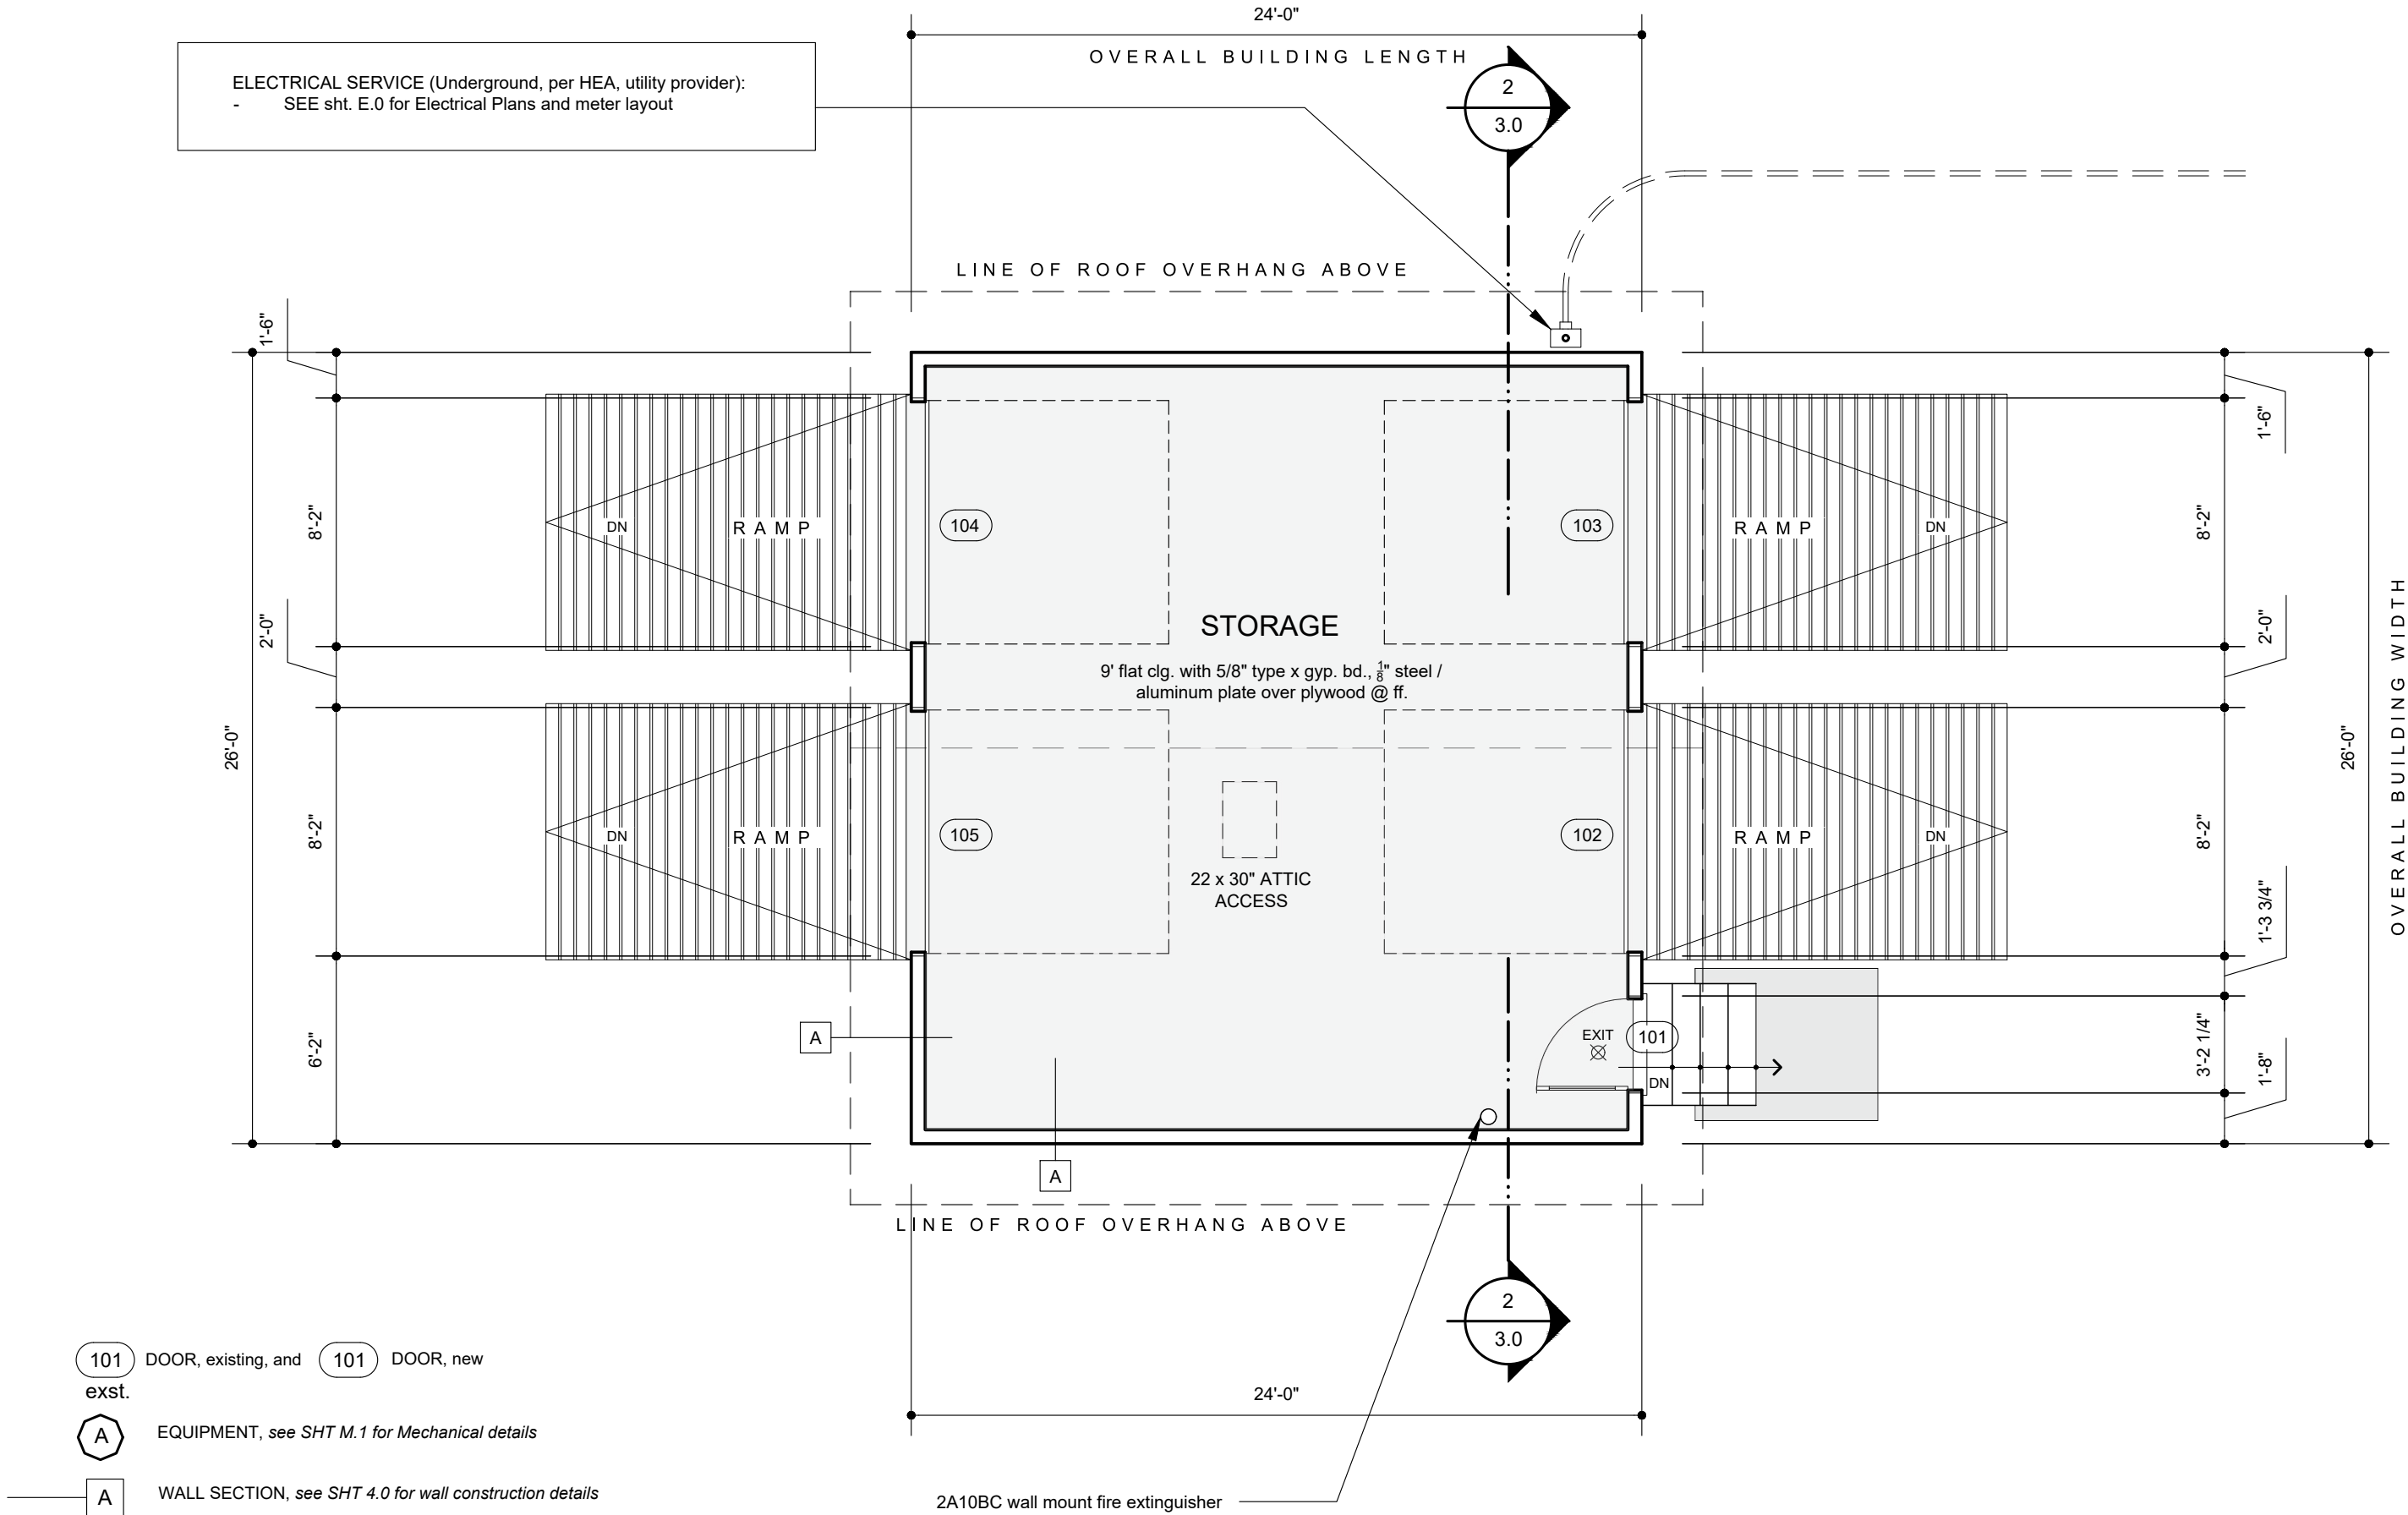 24'-0"
OVERALL BUILDING LENGTH
ELECTRICAL SERVICE (Underground, per HEA, utility provider):
- SEE sht. E.0 for Electrical Plans and meter layout
2
3.0
LINE OF ROOF OVERHANG ABOVE
1'-6"
8'-2"
2'-0"
26'-0"
8'-2"
6'-2"
DN
RAMP
104
103
RAMP
DN
STORAGE
9' flat clg. with 5/8" type x gyp. bd., 1/8" steel /
aluminum plate over plywood @ ff.
DN
RAMP
105
102
RAMP
DN
22 x 30" ATTIC
ACCESS
1'-6"
8'-2"
2'-0"
26'-0"
OVERALL BUILDING WIDTH
8'-2"
1'-3 3/4"
3'-2 1/4"
1'-8"
A
EXIT
101
DN
A
LINE OF ROOF OVERHANG ABOVE
2
3.0
24'-0"
101 DOOR, existing, and 101 DOOR, new
exst.
A EQUIPMENT, see SHT M.1 for Mechanical details
A WALL SECTION, see SHT 4.0 for wall construction details
2A10BC wall mount fire extinguisher